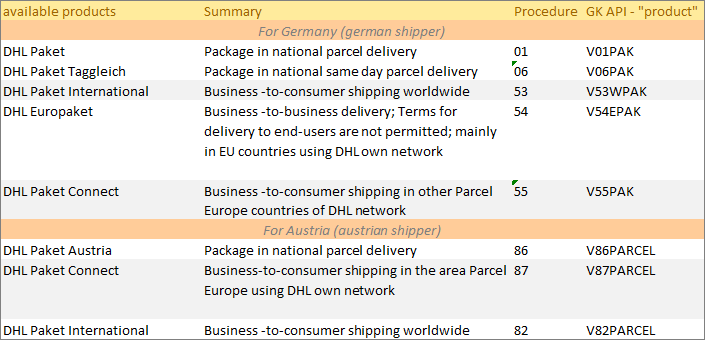 available products Summary Procedure GK API - "product"
For Germany (german shipper)
DHL Paket Package in national parcel delivery 01 V01PAK
DHL Paket Taggleich Package in national same day parcel delivery 06 V06PAK
DHL Paket International Business -to-consumer shipping worldwide 53 V53WPAK
DHL Europaket Business -to-business delivery; Terms for 54 V54EPAK
delivery to end-users are not permitted; mainly
in EU countries using DHL own network
DHL Paket Connect Business -to-consumer shipping in other Parcel 55 V55PAK
Europe countries of DHL network
For Austria (austrian shipper)
DHL Paket Austria Package in national parcel delivery 86 V86PARCEL
DHL Paket Connect Business-to-consumer shipping in the area Parcel 87 V87PARCEL
Europe using DHL own network
DHL Paket International Business -to-consumer shipping worldwide 82 V82PARCEL